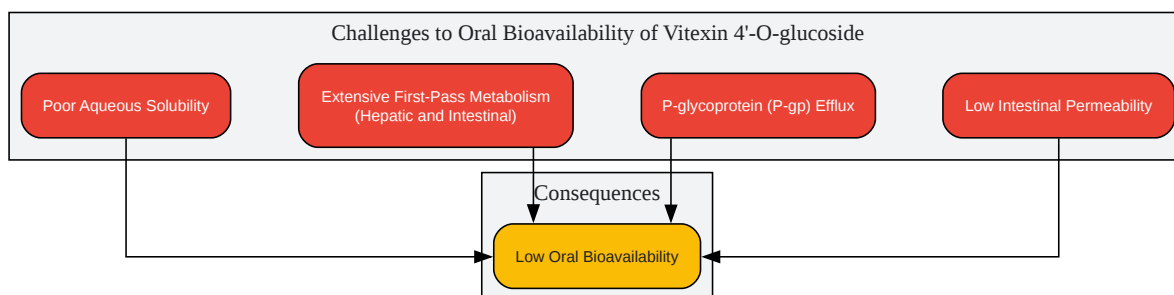 Challenges to Oral Bioavailability of Vitexin 4'-O-glucoside
Poor Aqueous Solubility
Extensive First-Pass Metabolism
(Hepatic and Intestinal)
P-glycoprotein (P-gp) Efflux
Low Intestinal Permeability
Consequences
Low Oral Bioavailability